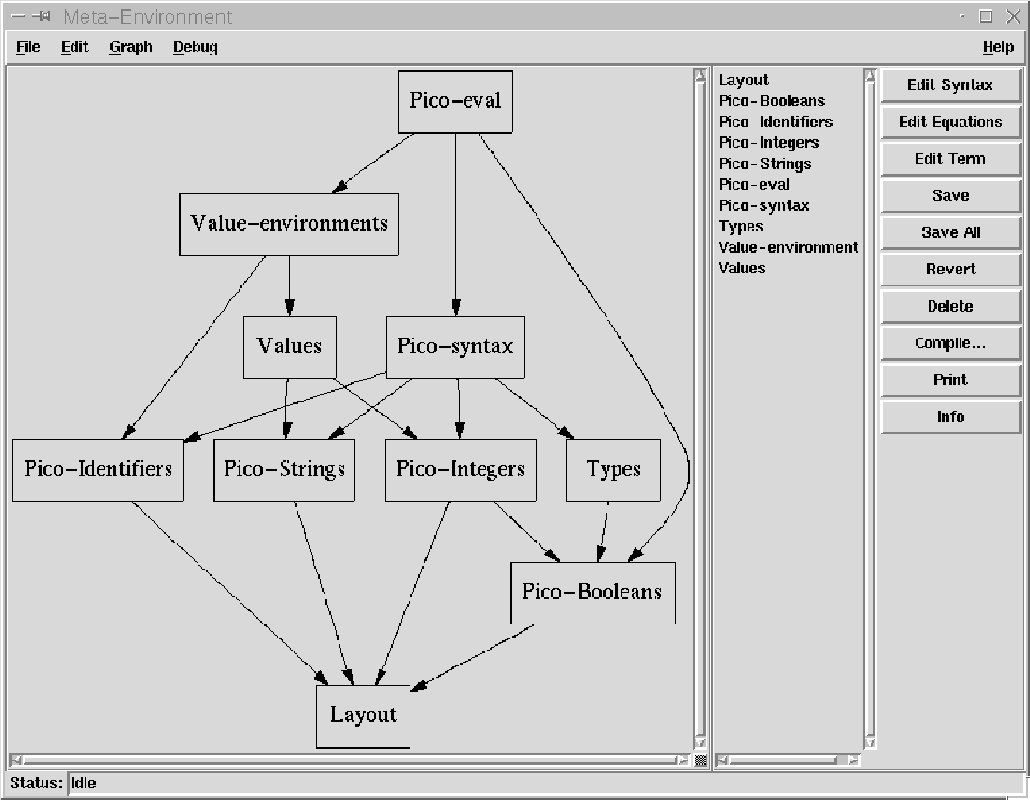 Meta-Environment
File Edit Graph Debug Help
Pico-eval
Value-environments
Values Pico-syntax
Pico-Identifiers Pico-Strings Pico-Integers Types
Pico-Booleans
Layout
Layout
Pico-Booleans
Pico-Identifiers
Pico-Integers
Pico-Strings
Pico-eval
Pico-syntax
Types
Value-environment
Values
Edit Syntax
Edit Equations
Edit Term
Save
Save All
Revert
Delete
Compile...
Print
Info
Status: Idle